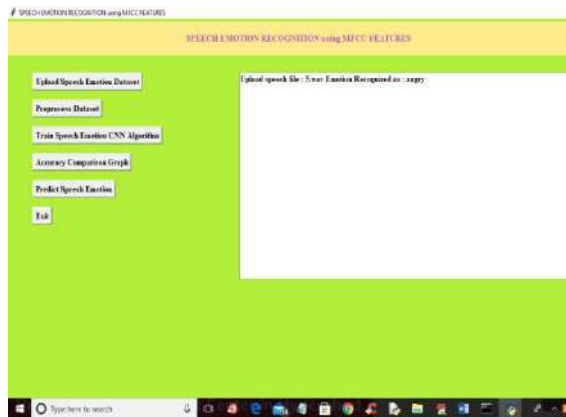 SPEECH EMOTION RECOGNITION using MFCC FEATURES
SPEECH EMOTION RECOGNITION using MFCC FEATURES
Upload Speech Emotion Dataset
Upload speech file : 5.wav Emotion Recognized as : angry
Preprocess Dataset
Train Speech Emotion CNN Algorithm
Accuracy Comparison Graph
Predict Speech Emotion
Exit
Type here to search